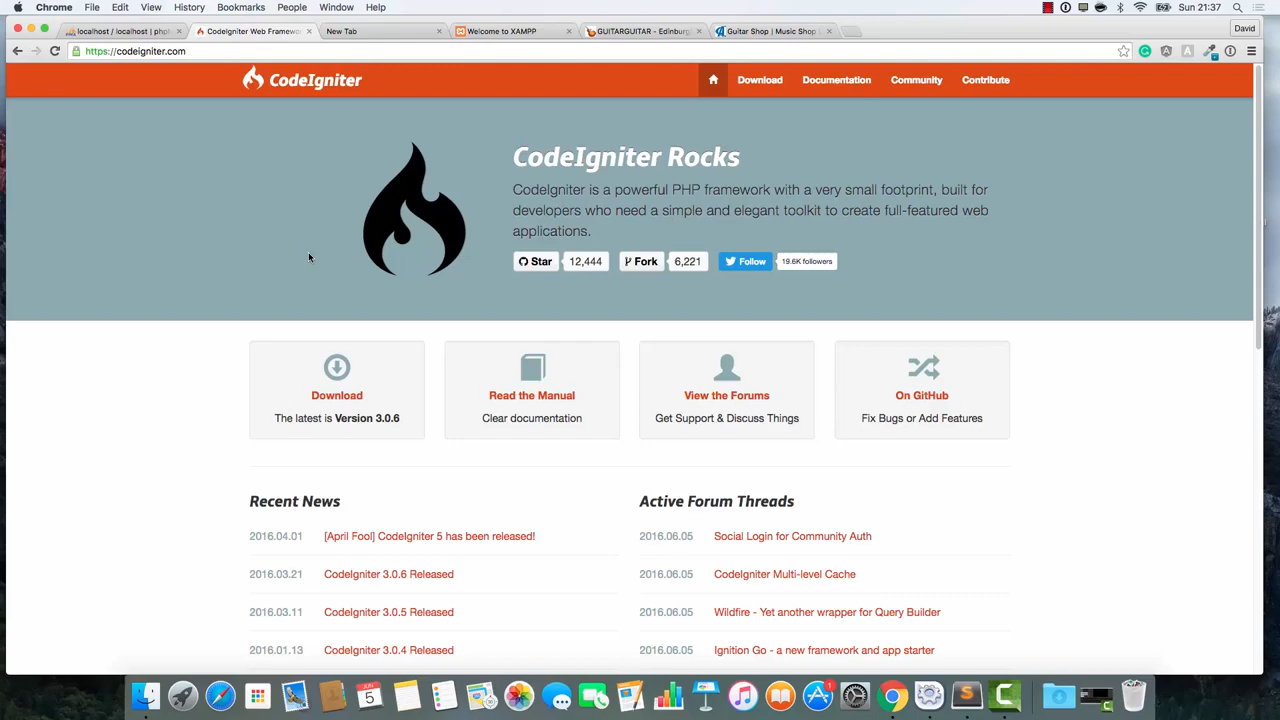 Chrome File Edit View History Bookmarks People Window Help Sun 21:37
localhost / localhost | php CodeIgniter Web Framew New Tab Welcome to XAMPP GUITARGUITAR - Edinburg Guitar Shop | Music Shop David
https://codeigniter.com
CodeIgniter Download Documentation Community Contribute
CodeIgniter Rocks
CodeIgniter is a powerful PHP framework with a very small footprint, built for
developers who need a simple and elegant toolkit to create full-featured web
applications.
Star 12,444 Fork 6,221 Follow 19.6K followers
Download Read the Manual View the Forums On GitHub
The latest is Version 3.0.6 Clear documentation Get Support & Discuss Things Fix Bugs or Add Features
Recent News Active Forum Threads
2016.04.01 [April Fool] CodeIgniter 5 has been released! 2016.06.05 Social Login for Community Auth
2016.03.21 CodeIgniter 3.0.6 Released 2016.06.05 CodeIgniter Multi-level Cache
2016.03.11 CodeIgniter 3.0.5 Released 2016.06.05 Wildfire - Yet another wrapper for Query Builder
2016.01.13 CodeIgniter 3.0.4 Released 2016.06.05 Ignition Go - a new framework and app starter
5 1